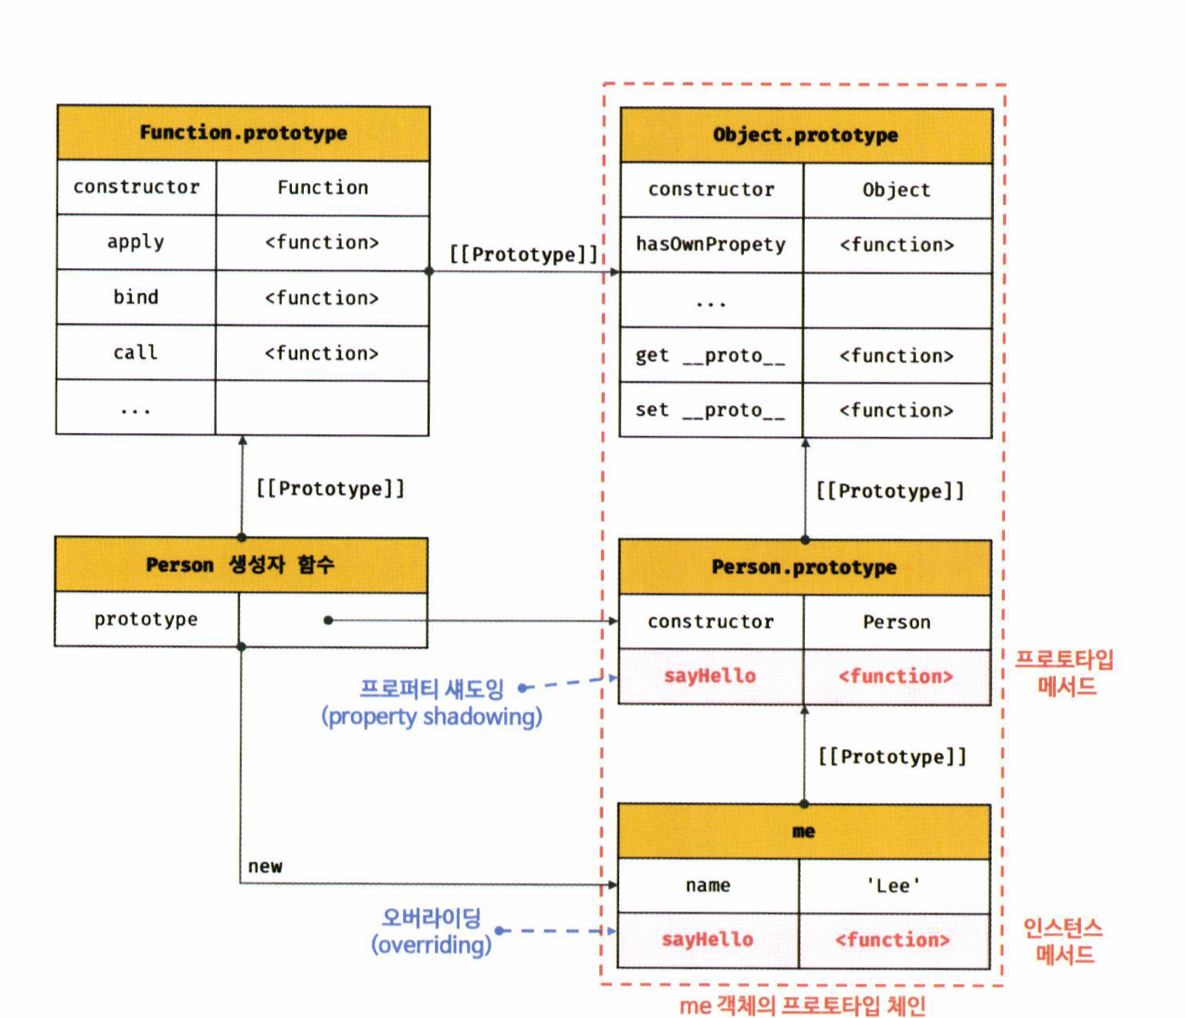 Function.prototype
constructor Function
apply <function>
bind <function>
call <function>
...
[[Prototype]]
Object.prototype
constructor Object
hasOwnPropety <function>
...
get __proto__ <function>
set __proto__ <function>
[[Prototype]]
[[Prototype]]
Person 생성자 함수
prototype
Person.prototype
constructor Person
sayHello <function>
프로토타입
메서드
프로퍼티 섀도잉
(property shadowing)
[[Prototype]]
me
name 'Lee'
sayHello <function>
new
오버라이딩
(overriding)
인스턴스
메서드
me 객체의 프로토타입 체인